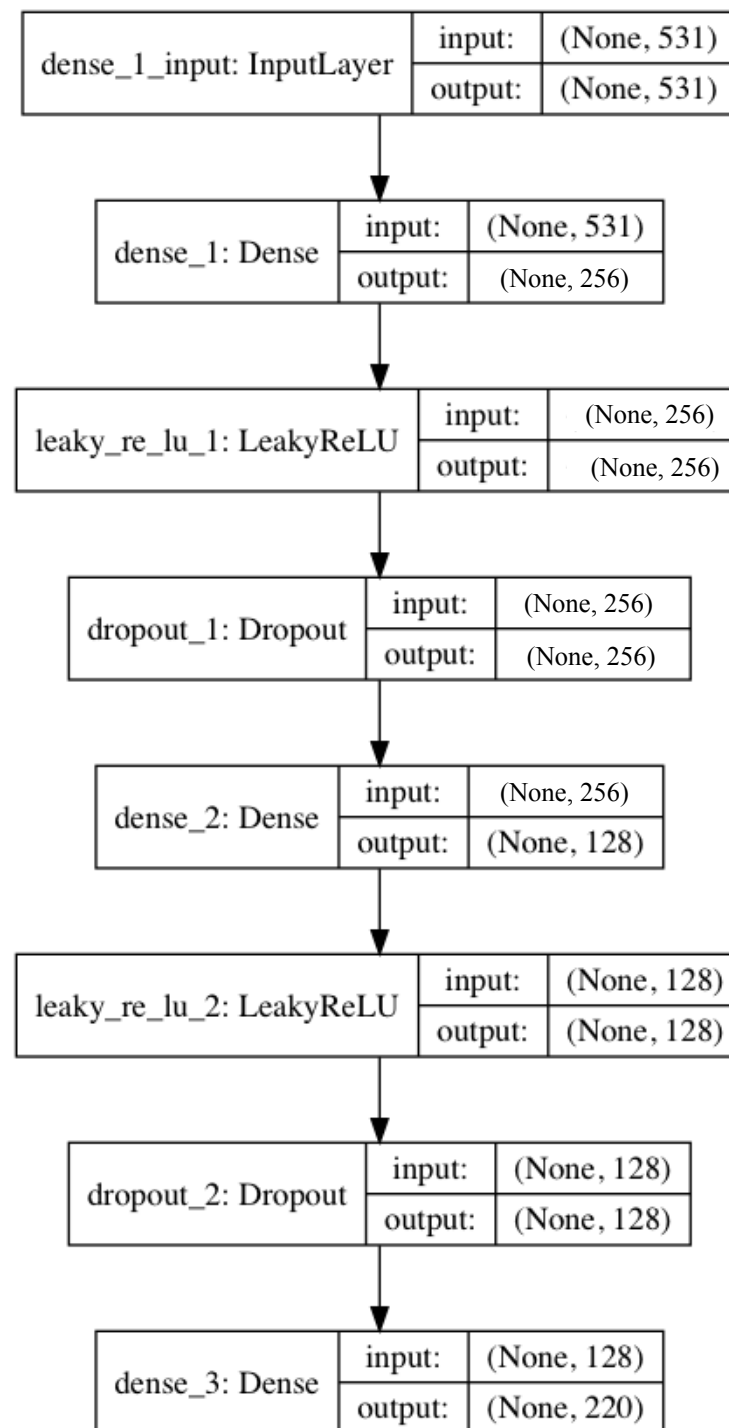 dense_1_input: InputLayer
input: (None, 531)
output: (None, 531)
dense_1: Dense
input: (None, 531)
output: (None, 256)
leaky_re_lu_1: LeakyReLU
input: (None, 256)
output: (None, 256)
dropout_1: Dropout
input: (None, 256)
output: (None, 256)
dense_2: Dense
input: (None, 256)
output: (None, 128)
leaky_re_lu_2: LeakyReLU
input: (None, 128)
output: (None, 128)
dropout_2: Dropout
input: (None, 128)
output: (None, 128)
dense_3: Dense
input: (None, 128)
output: (None, 220)